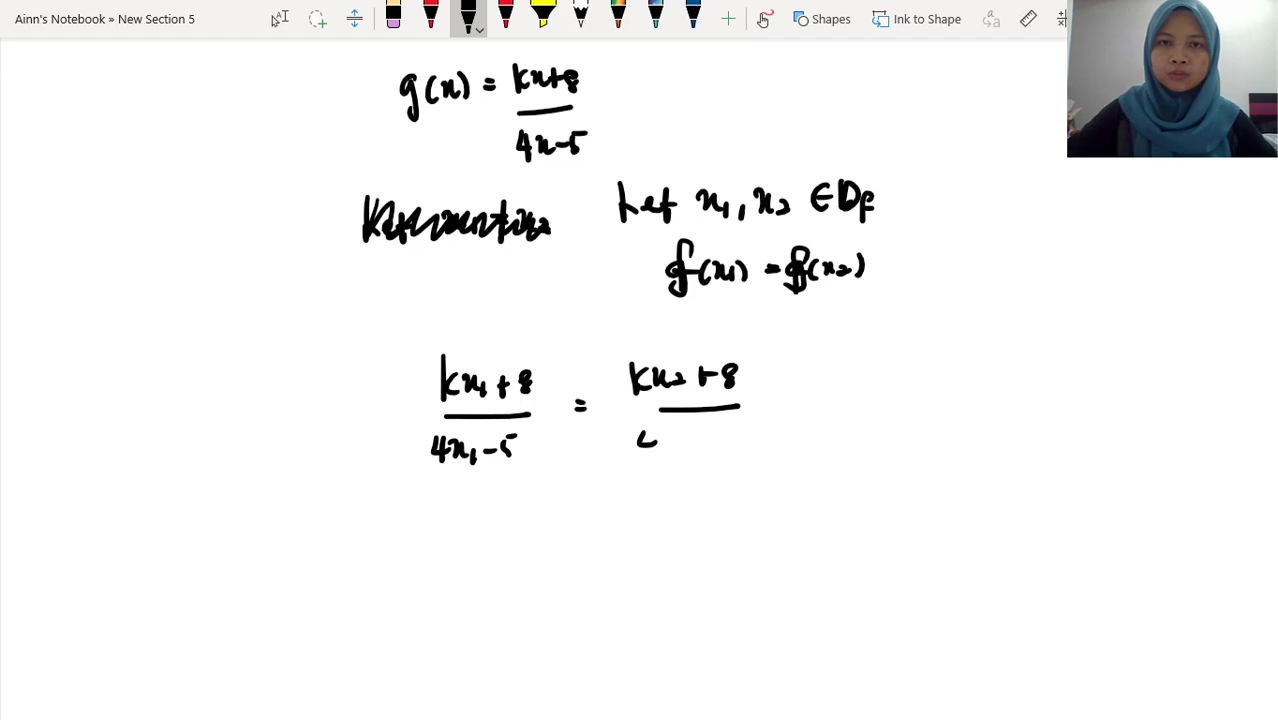 Ainn's Notebook » New Section 5
Shapes
Ink to Shape
g(x) = kx+8
4x-5
Let x1, x2 ∈ DF
g(x1) = g(x2)
kx1 + 8 = kx2 + 8
4x1 - 5